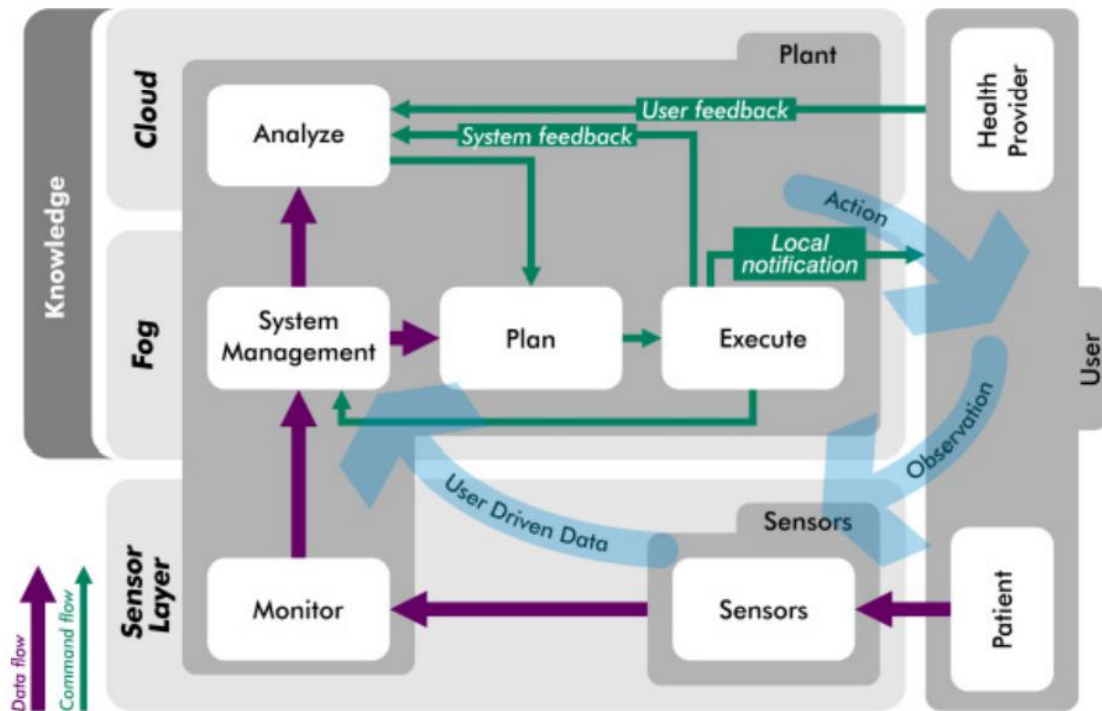 Knowledge
Cloud
Fog
Sensor
Layer
Plant
Analyze
User feedback
System feedback
Health
Provider
Action
Local
notification
System
Management
Plan
Execute
User
Observation
User Driven Data
Sensors
Monitor
Sensors
Patient
Data flow
Command flow